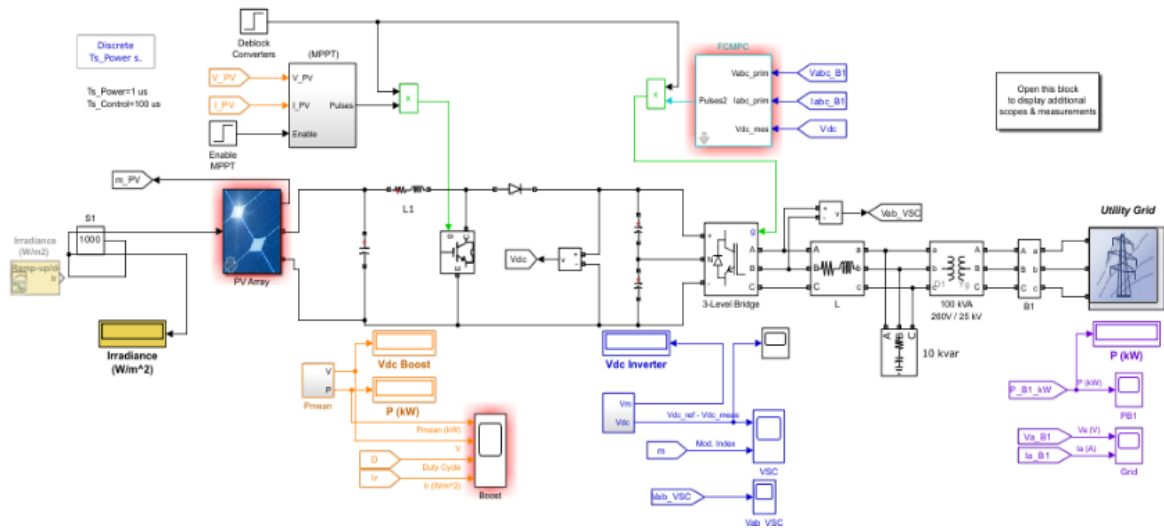 Discrete
Ts_Power s.
Ts_Power=1 us
Ts_Control=100 us
Deblock
Converters
(MPPT)
V_PV
V_PV
I_PV
I_PV
Pulses
Enable
Enable
MPPT
x
x
FCMPC
Vabc_prim
Iabc_prim
Vdc_mes
Pulses2
Vabc_B1
Iabc_B1
Vdc
Open this block
to display additional
scopes & measurements
m_PV
S1
1000
Irradiance
(W/m2)
Ramp-up/d
Ir
PV Array
L1
g
C
E
Vdc
v
+
-
+
N
-
g
A
B
C
3-Level Bridge
+
-
v
Vab_VSC
A
B
C
A
B
C
L
A
B
C
a
b
c
D1
Yg
100 kVA
260V / 25 kV
A
B
C
a
b
c
B1
Utility Grid
A
B
C
10 kvar
Irradiance
(W/m^2)
Vdc Boost
V
P
Pmean
P (kW)
Pmean (kW)
V
D
Duty Cycle
Ir
Ir (W/m^2)
Boost
Vdc Inverter
Vm
Vdc
Vdc_ref - Vdc_meas
m
Mod. Index
VSC
Vab_VSC
Vab_VSC
P (kW)
P_B1_kW
P (kW)
PB1
Va_B1
Va (V)
Ia_B1
Ia (A)
Grid